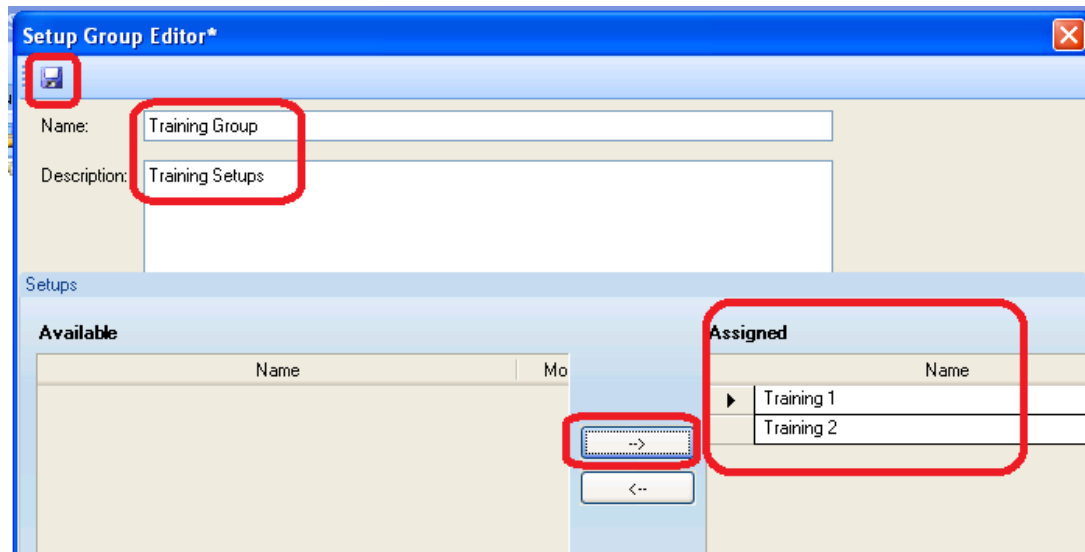 Setup Group Editor*
Name: Training Group
Description: Training Setups
Setups
Available Assigned
Name Mo Name
Training 1
Training 2
-->
<--